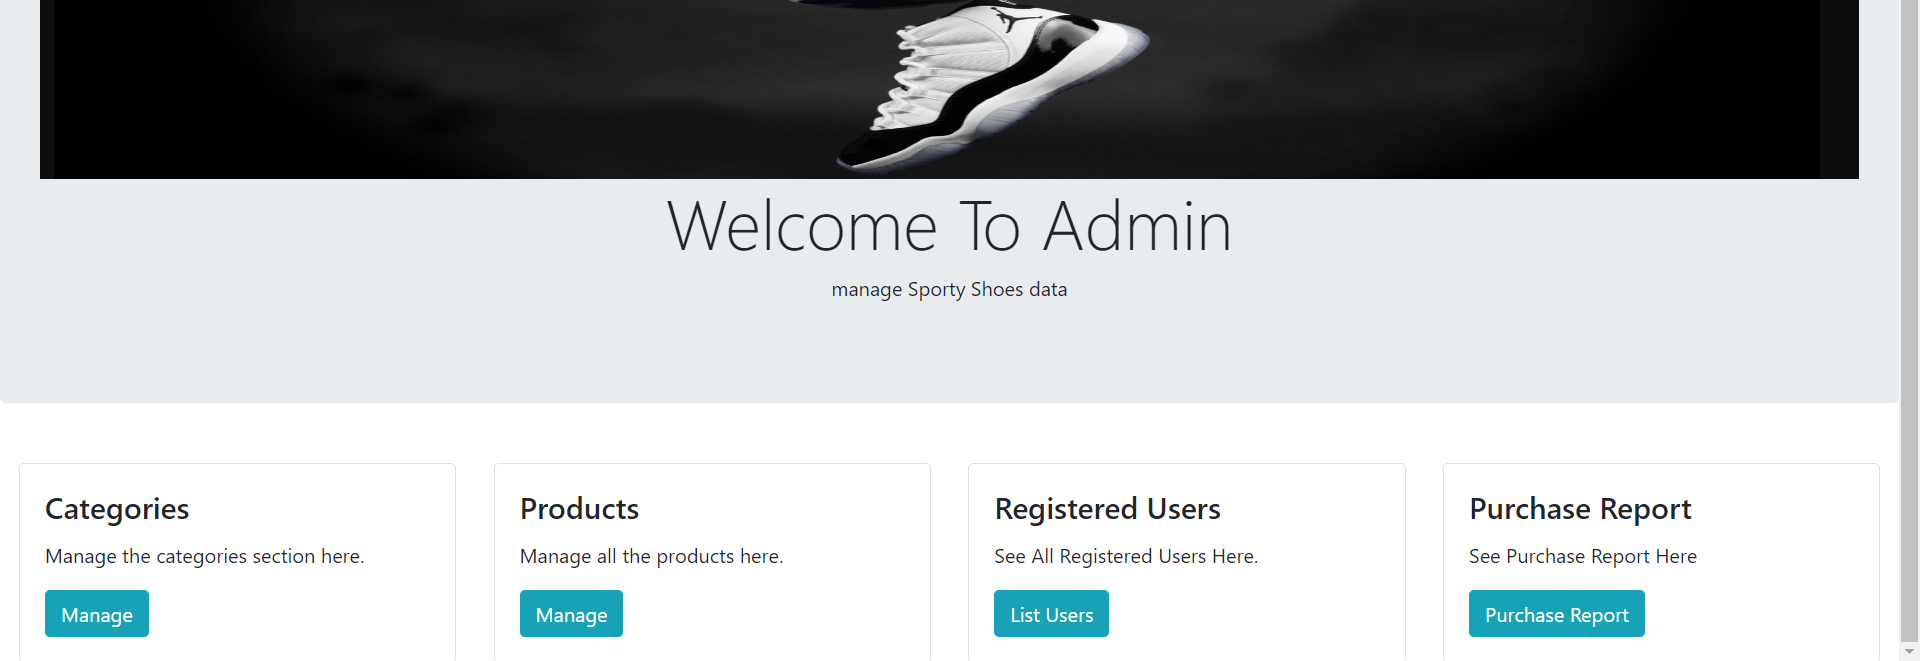 Welcome To Admin
manage Sporty Shoes data
Categories
Manage the categories section here.
Manage
Products
Manage all the products here.
Manage
Registered Users
See All Registered Users Here.
List Users
Purchase Report
See Purchase Report Here
Purchase Report